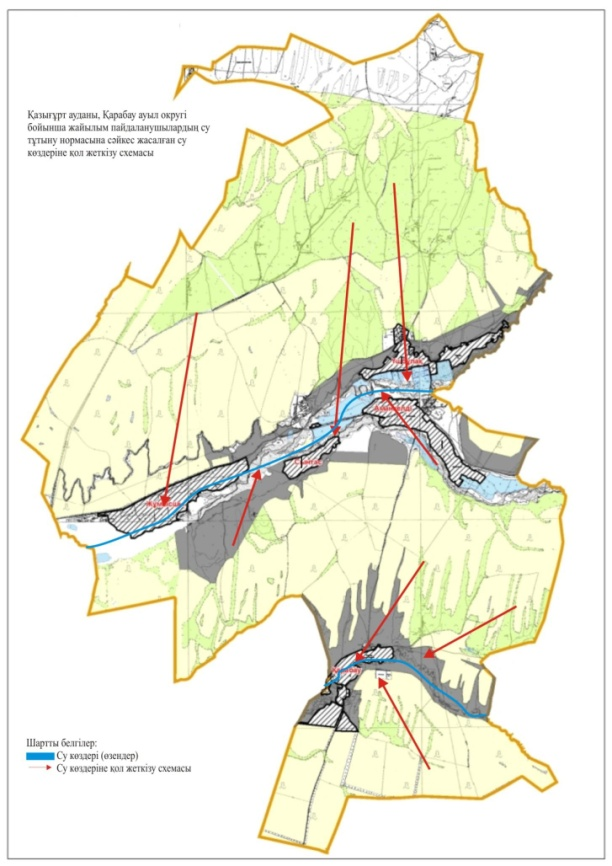 Қазығұрт ауданы, Қарабау ауыл округі
бойынша жайылым пайдаланушылардың су
тұтыну нормасына сәйкес жасалған су
көздеріне қол жеткізу схемасы
Шартты белгілер:
Су көздері (өзендер)
Су көздеріне қол жеткізу схемасы